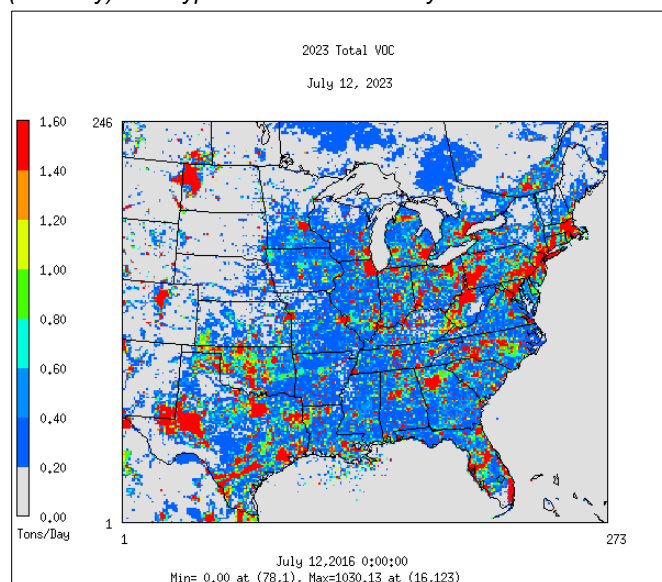 2023 Total VOC
July 12, 2023
246
1.60
1.40
1.20
1.00
0.80
0.60
0.40
0.20
0.00
Tons/Day
1
1
273
July 12,2016 0:00:00
Min= 0.00 at (78,1), Max=1030.13 at (16,123)